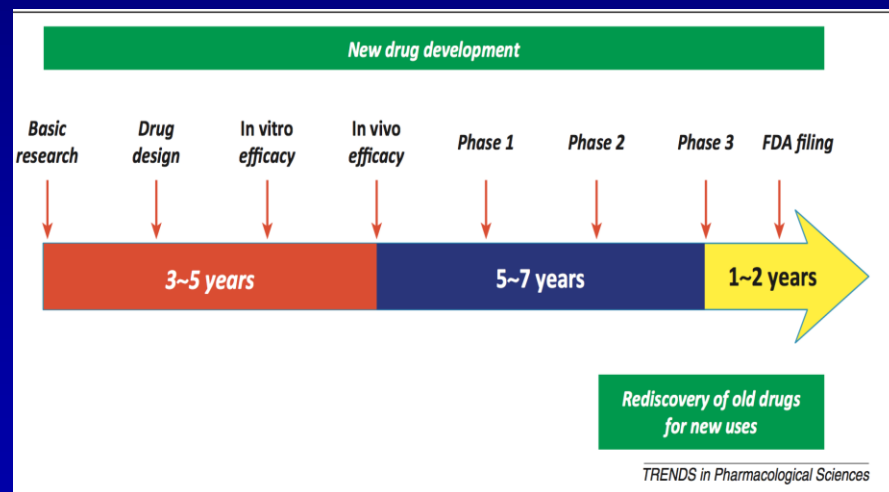 New drug development
Basic
research
Drug
design
In vitro
efficacy
In vivo
efficacy
Phase 1
Phase 2
Phase 3
FDA filing
3~5 years
5~7 years
1~2 years
Rediscovery of old drugs
for new uses
TRENDS in Pharmacological Sciences